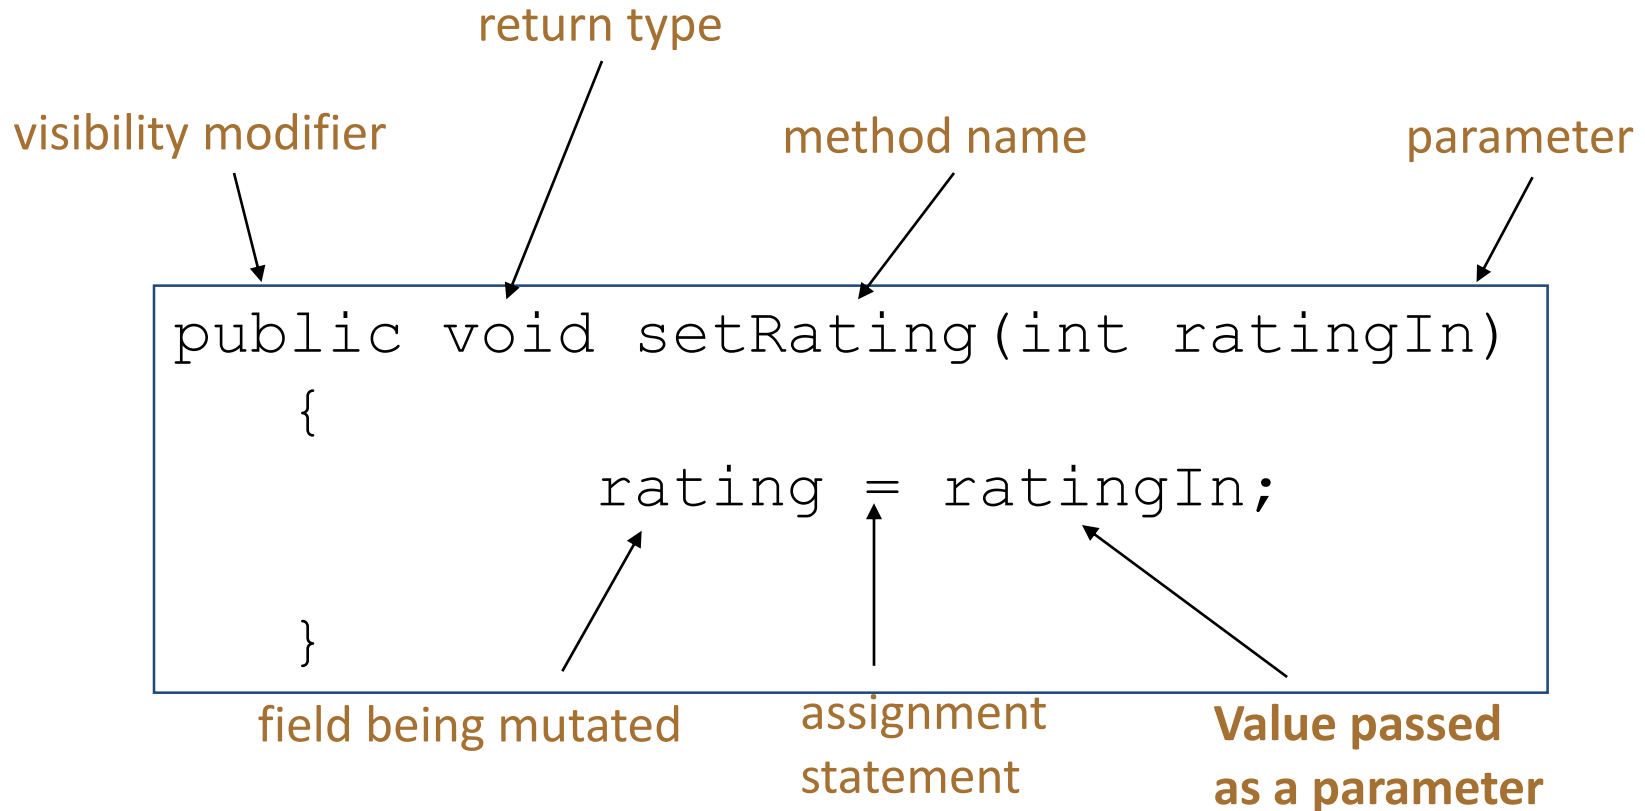 return type
visibility modifier
method name
parameter
public void setRating(int ratingIn)
{
rating = ratingIn;
}
field being mutated
assignment
statement
Value passed
as a parameter